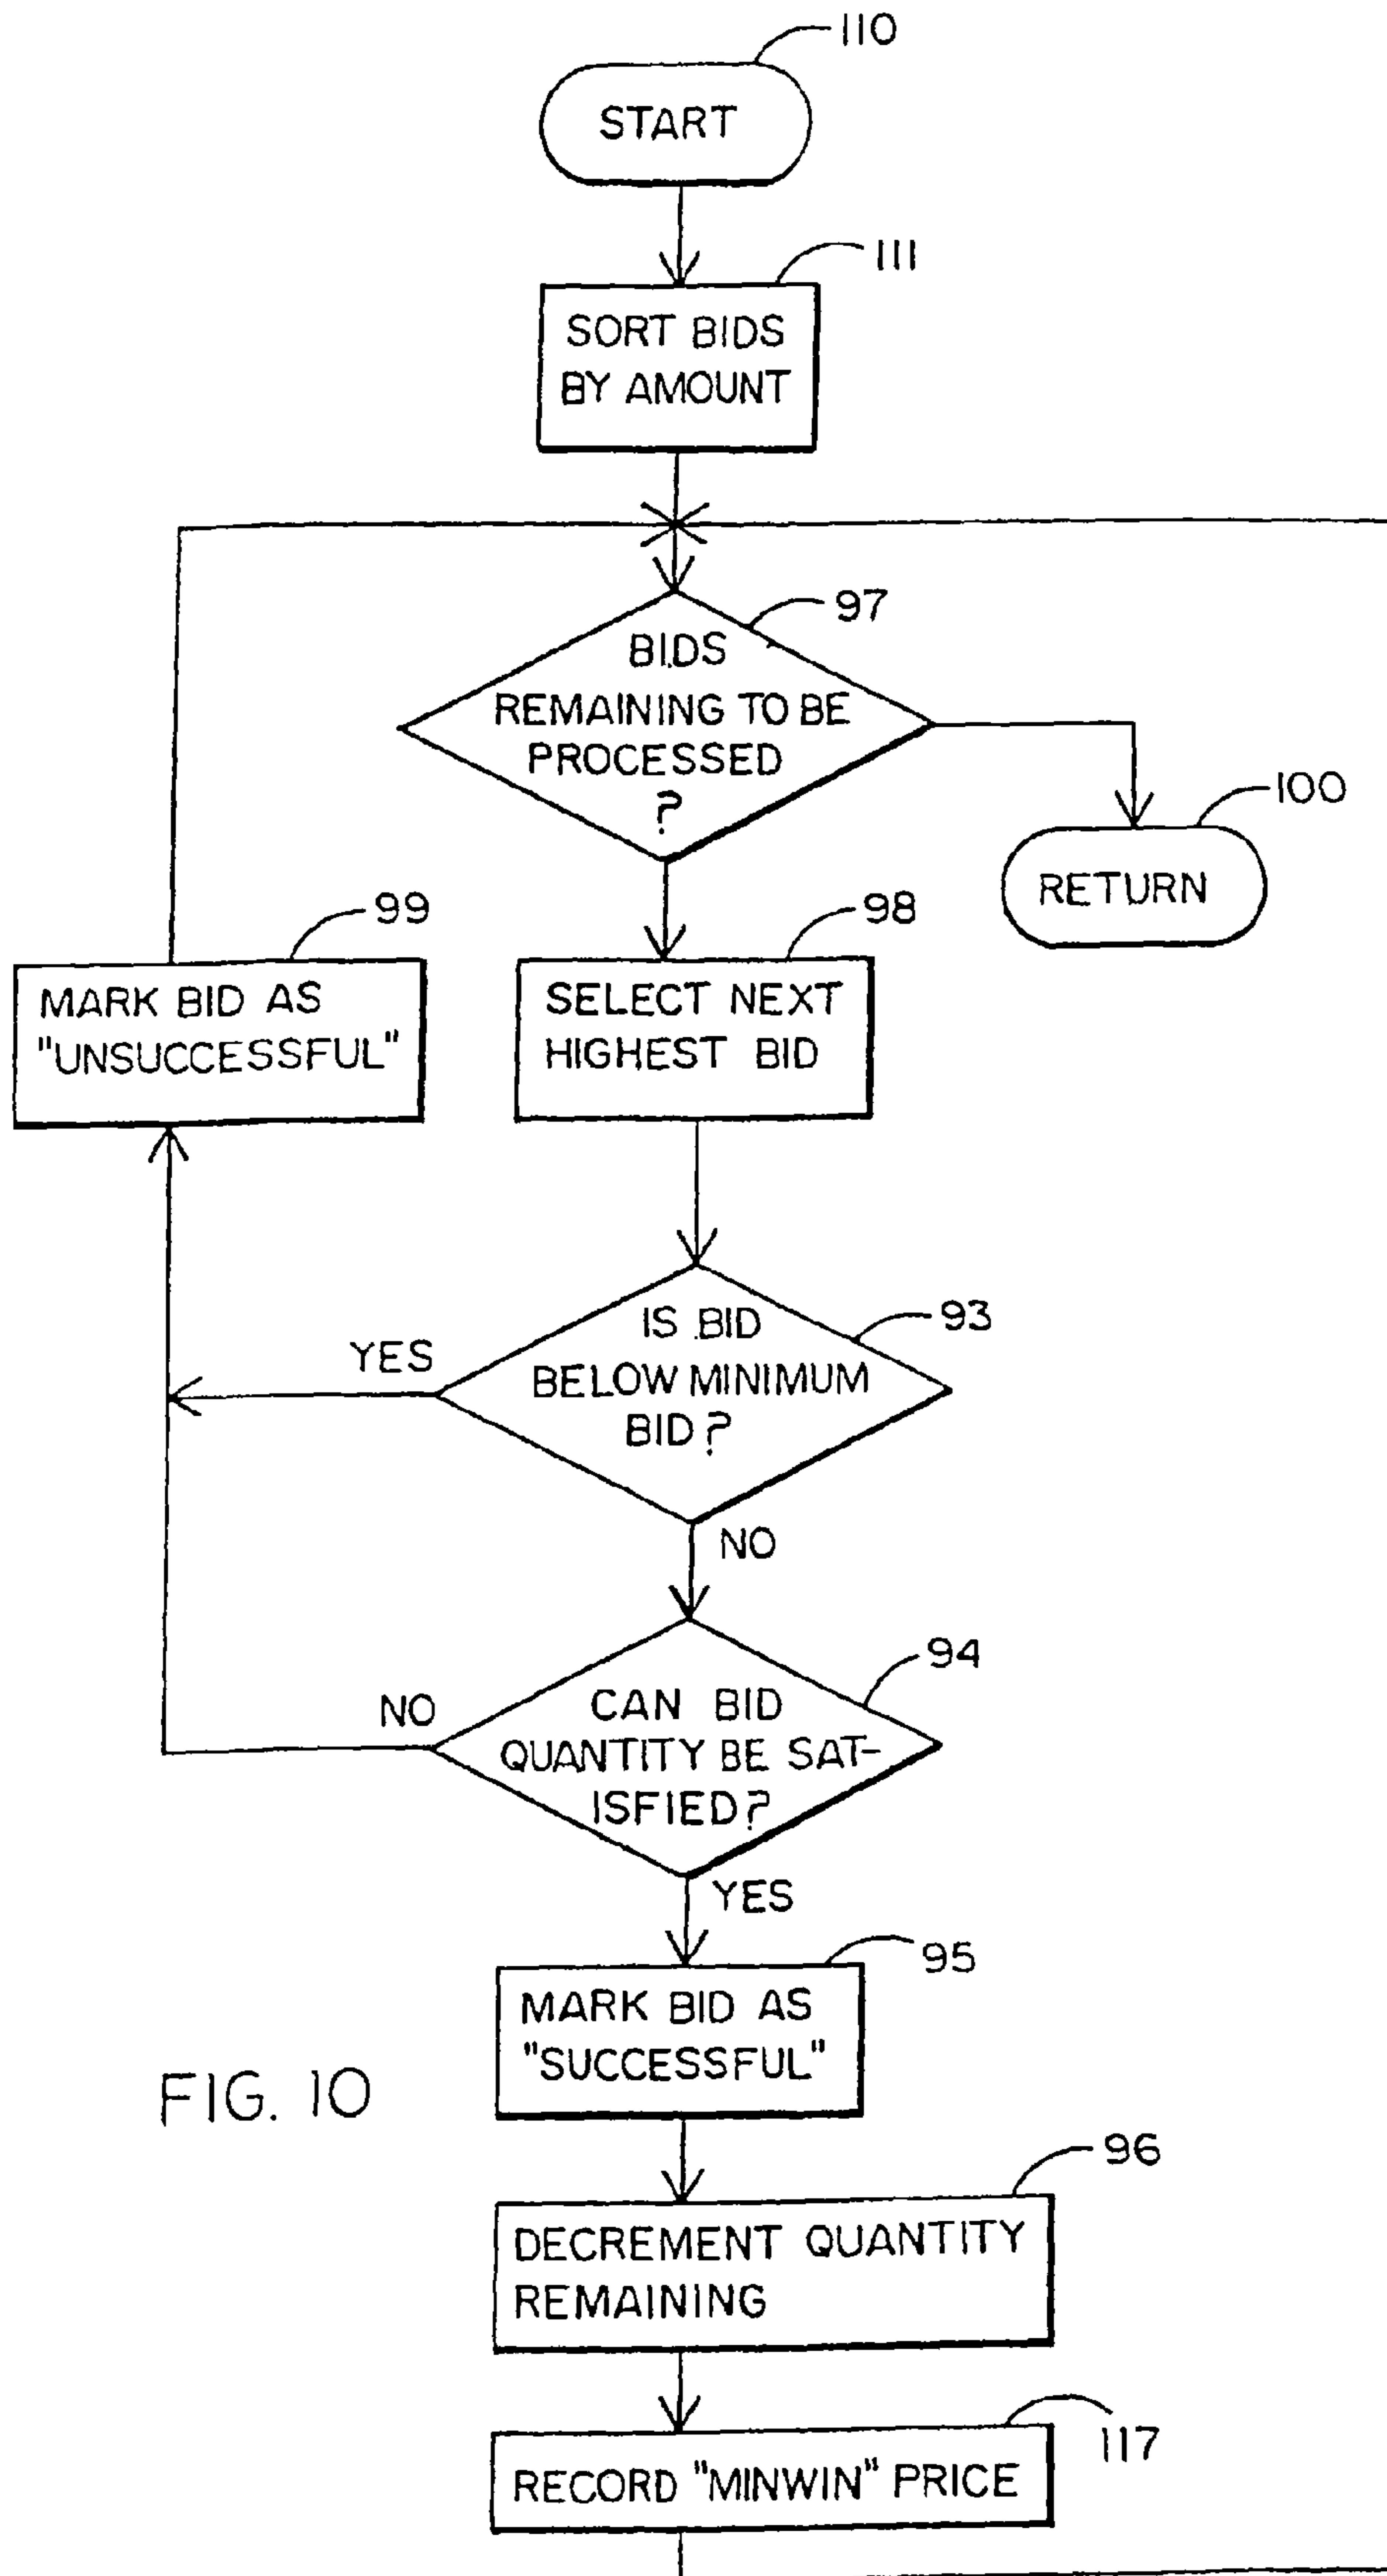 110
START
111
SORT BIDS
BY AMOUNT
97
BIDS
REMAINING TO BE
PROCESSED
?
100
RETURN
99
MARK BID AS
"UNSUCCESSFUL"
98
SELECT NEXT
HIGHEST BID
93
IS BID
BELOW MINIMUM
BID?
YES
NO
94
CAN BID
QUANTITY BE SAT-
ISFIED?
NO
YES
95
MARK BID AS
"SUCCESSFUL"
FIG. 10
96
DECREMENT QUANTITY
REMAINING
117
RECORD "MINWIN" PRICE